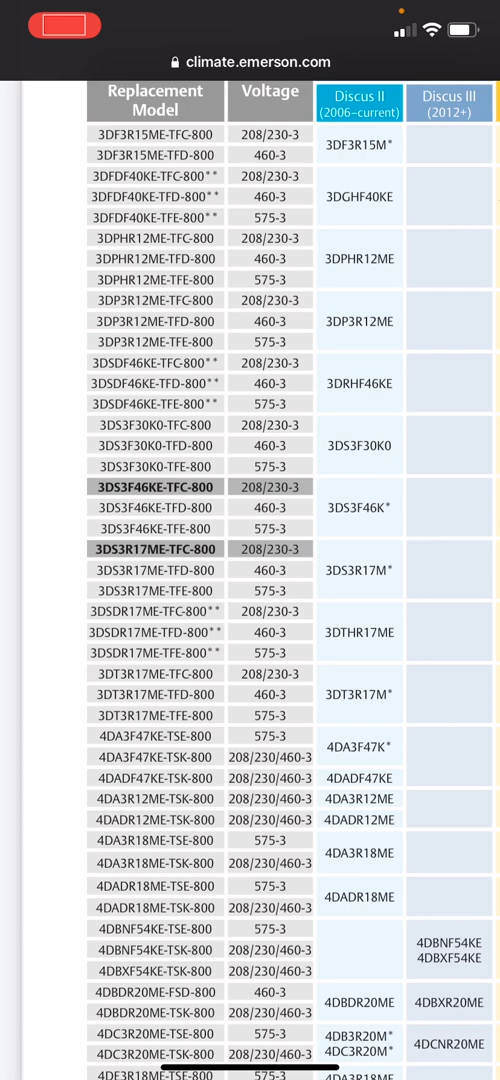 climate.emerson.com
Replacement Model Voltage Discus II (2006–current) Discus III (2012+)
3DF3R15ME-TFC-800 208/230-3 3DF3R15M*
3DF3R15ME-TFD-800 460-3
3DFDF40KE-TFC-800** 208/230-3 3DGHF40KE
3DFDF40KE-TFD-800** 460-3
3DFDF40KE-TFE-800** 575-3
3DPHR12ME-TFC-800 208/230-3 3DPHR12ME
3DPHR12ME-TFD-800 460-3
3DPHR12ME-TFE-800 575-3
3DP3R12ME-TFC-800 208/230-3 3DP3R12ME
3DP3R12ME-TFD-800 460-3
3DP3R12ME-TFE-800 575-3
3DSDF46KE-TFC-800** 208/230-3 3DRHF46KE
3DSDF46KE-TFD-800** 460-3
3DSDF46KE-TFE-800** 575-3
3DS3F30K0-TFC-800 208/230-3 3DS3F30K0
3DS3F30K0-TFD-800 460-3
3DS3F30K0-TFE-800 575-3
3DS3F46KE-TFC-800 208/230-3 3DS3F46K*
3DS3F46KE-TFD-800 460-3
3DS3F46KE-TFE-800 575-3
3DS3R17ME-TFC-800 208/230-3 3DS3R17M*
3DS3R17ME-TFD-800 460-3
3DS3R17ME-TFE-800 575-3
3DSDR17ME-TFC-800** 208/230-3 3DTHR17ME
3DSDR17ME-TFD-800** 460-3
3DSDR17ME-TFE-800** 575-3
3DT3R17ME-TFC-800 208/230-3 3DT3R17M*
3DT3R17ME-TFD-800 460-3
3DT3R17ME-TFE-800 575-3
4DA3F47KE-TSE-800 575-3 4DA3F47K*
4DA3F47KE-TSK-800 208/230/460-3
4DADF47KE-TSK-800 208/230/460-3 4DADF47KE
4DA3R12ME-TSK-800 208/230/460-3 4DA3R12ME
4DADR12ME-TSK-800 208/230/460-3 4DADR12ME
4DA3R18ME-TSE-800 575-3 4DA3R18ME
4DA3R18ME-TSK-800 208/230/460-3
4DADR18ME-TSE-800 575-3 4DADR18ME
4DADR18ME-TSK-800 208/230/460-3
4DBNF54KE-TSE-800 575-3 4DBNF54KE
4DBNF54KE-TSK-800 208/230/460-3 4DBXF54KE
4DBXF54KE-TSK-800 208/230/460-3
4DBDR20ME-FSD-800 460-3 4DBDR20ME 4DBXR20ME
4DBDR20ME-TSK-800 208/230/460-3
4DC3R20ME-TSE-800 575-3 4DB3R20M* 4DCNR20ME
4DC3R20ME-TSK-800 208/230/460-3 4DC3R20M*
4DE3R18ME-TSE-800 575-3 4DA3R18ME